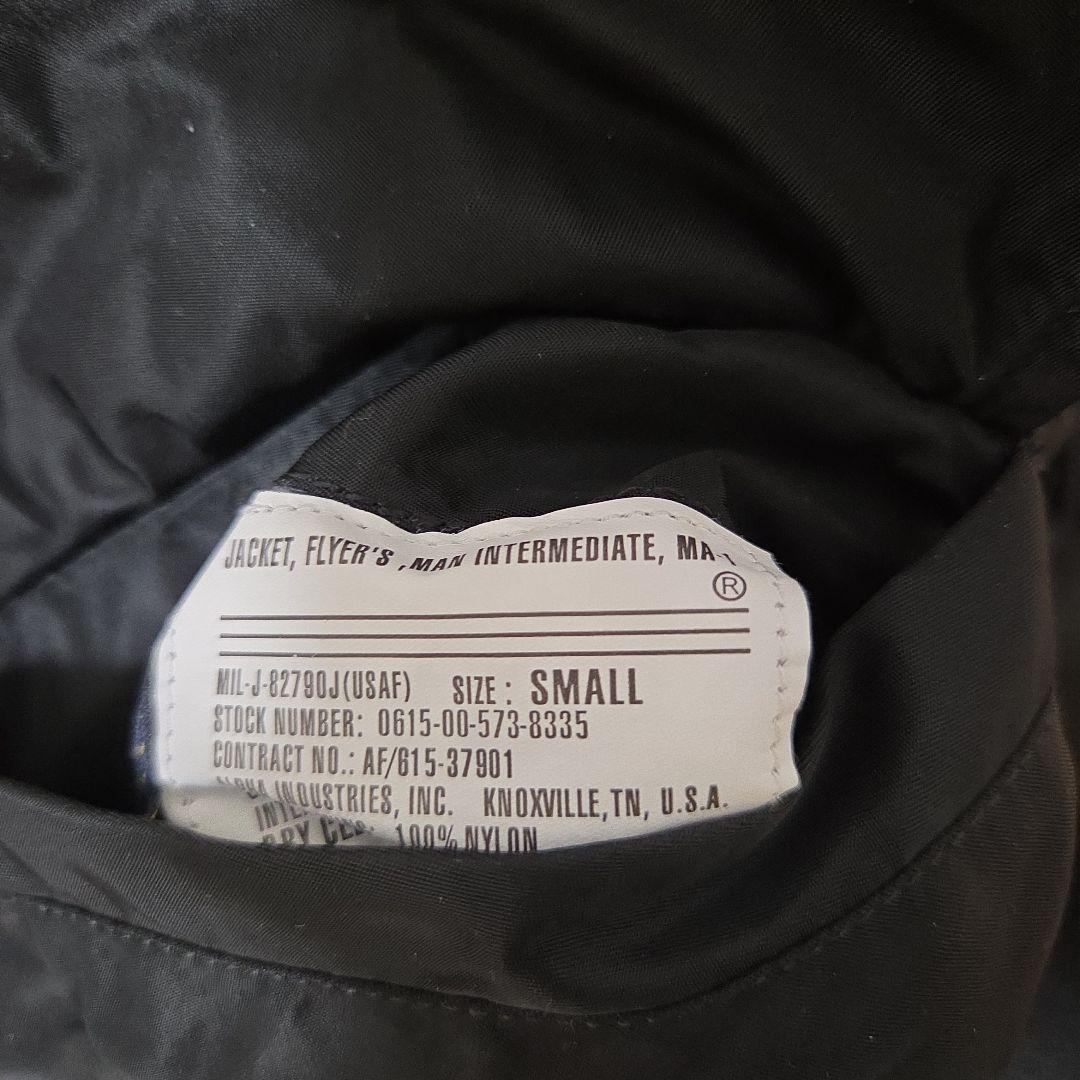 JACKET, FLYER'S ,MAN INTERMEDIATE, MA-1
®
MIL-J-82790J(USAF) SIZE : SMALL
STOCK NUMBER: 0615-00-573-8335
CONTRACT NO.: AF/615-37901
ALPHA INDUSTRIES, INC. KNOXVILLE,TN, U.S.A.
100% NYLON